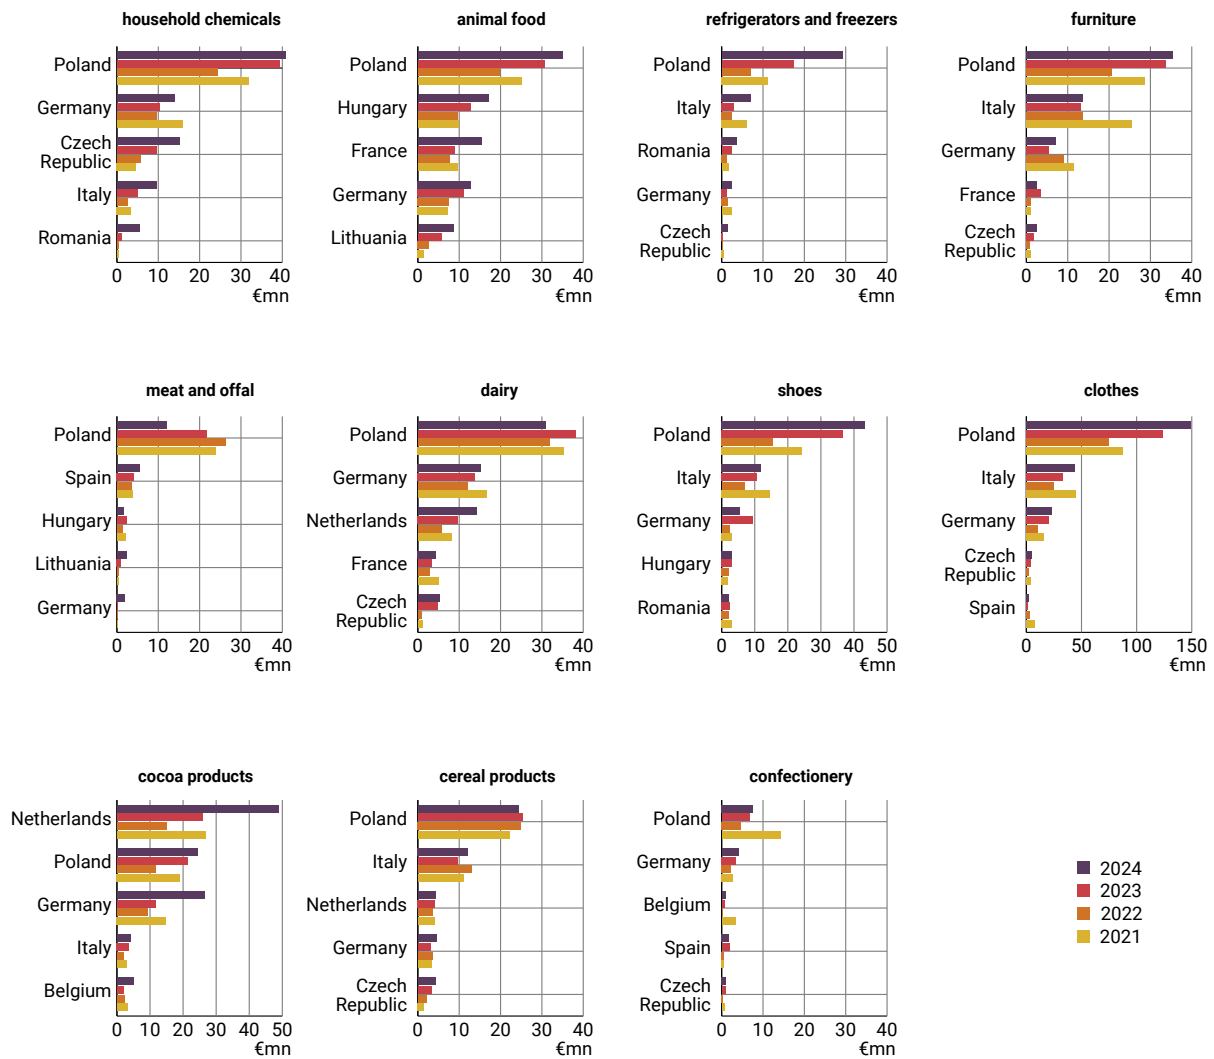 household chemicals
Poland
Germany
Czech
Republic
Italy
Romania
0 10 20 30 40
€mn
animal food
Poland
Hungary
France
Germany
Lithuania
0 10 20 30 40
€mn
refrigerators and freezers
Poland
Italy
Romania
Germany
Czech
Republic
0 10 20 30 40
€mn
furniture
Poland
Italy
Germany
France
Czech
Republic
0 10 20 30 40
€mn
meat and offal
Poland
Spain
Hungary
Lithuania
Germany
0 10 20 30 40
€mn
dairy
Poland
Germany
Netherlands
France
Czech
Republic
0 10 20 30 40
€mn
shoes
Poland
Italy
Germany
Hungary
Romania
0 10 20 30 40 50
€mn
clothes
Poland
Italy
Germany
Czech
Republic
Spain
0 50 100 150
€mn
cocoa products
Netherlands
Poland
Germany
Italy
Belgium
0 10 20 30 40 50
€mn
cereal products
Poland
Italy
Netherlands
Germany
Czech
Republic
0 10 20 30 40
€mn
confectionery
Poland
Germany
Belgium
Spain
Czech
Republic
0 10 20 30 40
€mn
2024
2023
2022
2021